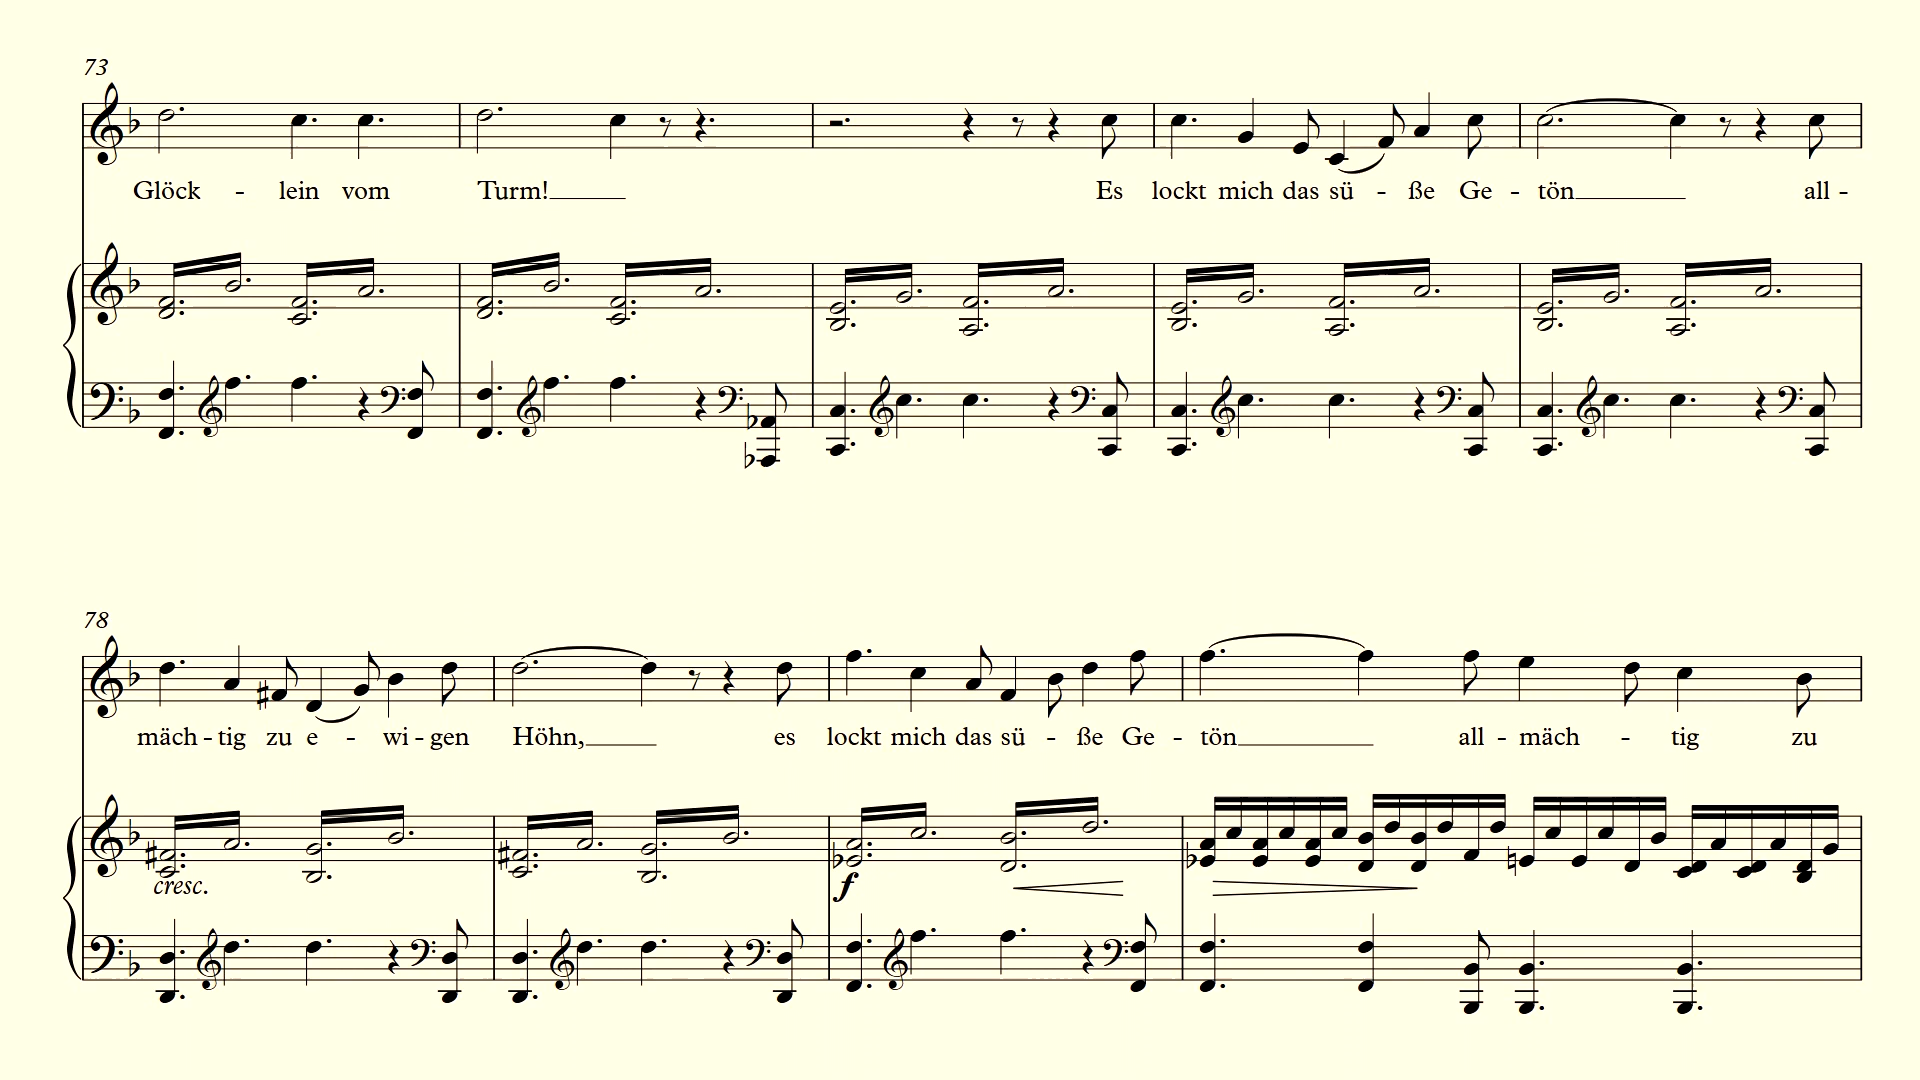 73
Glöck - lein vom Turm! Es lockt mich das sü - ße Ge - tön all -
78
mäch - tig zu e - wi - gen Höhn, es lockt mich das sü - ße Ge - tön all - mäch - tig zu
cresc.
f